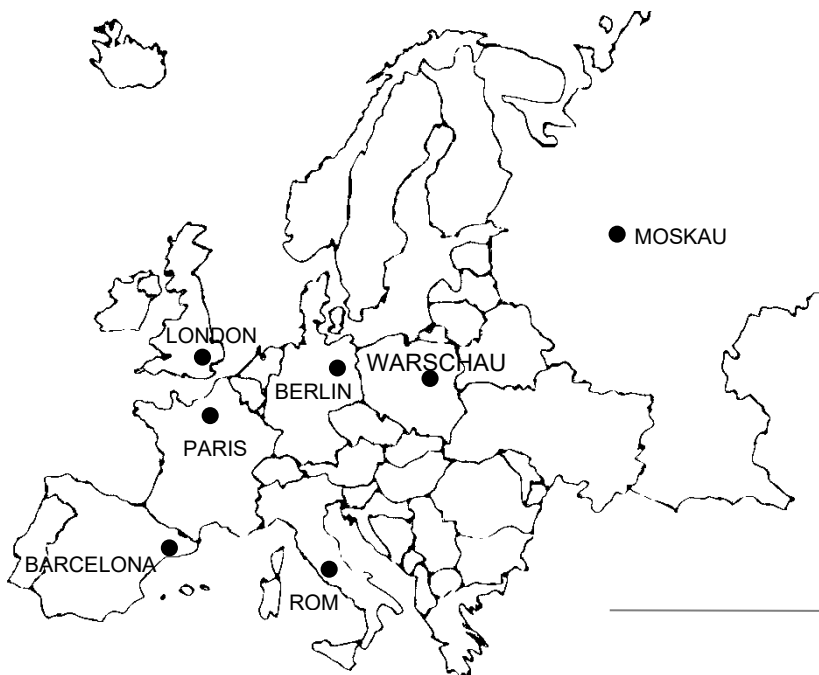 MOSKAU
LONDON
WARSCHAU
BERLIN
PARIS
BARCELONA
ROM